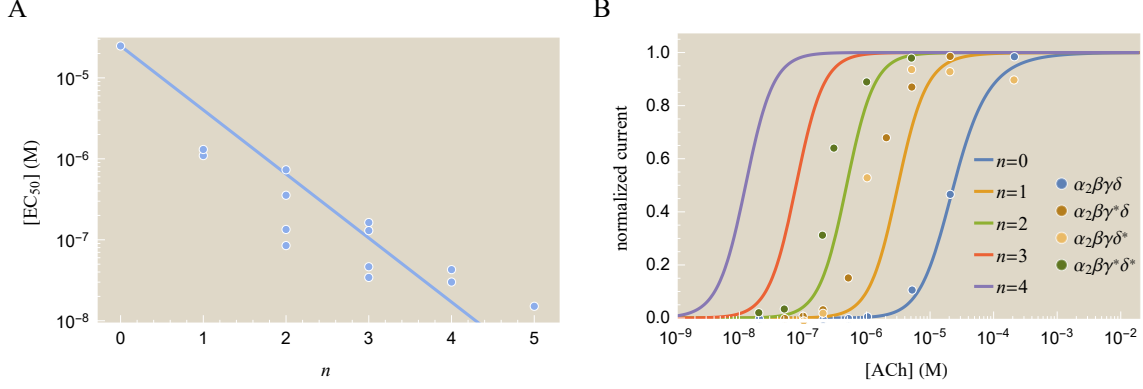 A
[EC₅₀] (M)
10⁻⁵
10⁻⁶
10⁻⁷
10⁻⁸
0 1 2 3 4 5
n
B
normalized current
1.0
0.8
0.6
0.4
0.2
0.0
n=0
n=1
n=2
n=3
n=4
α₂βγδ
α₂βγ*δ
α₂βγδ*
α₂βγ*δ*
10⁻⁹ 10⁻⁸ 10⁻⁷ 10⁻⁶ 10⁻⁵ 10⁻⁴ 10⁻³ 10⁻²
[ACh] (M)